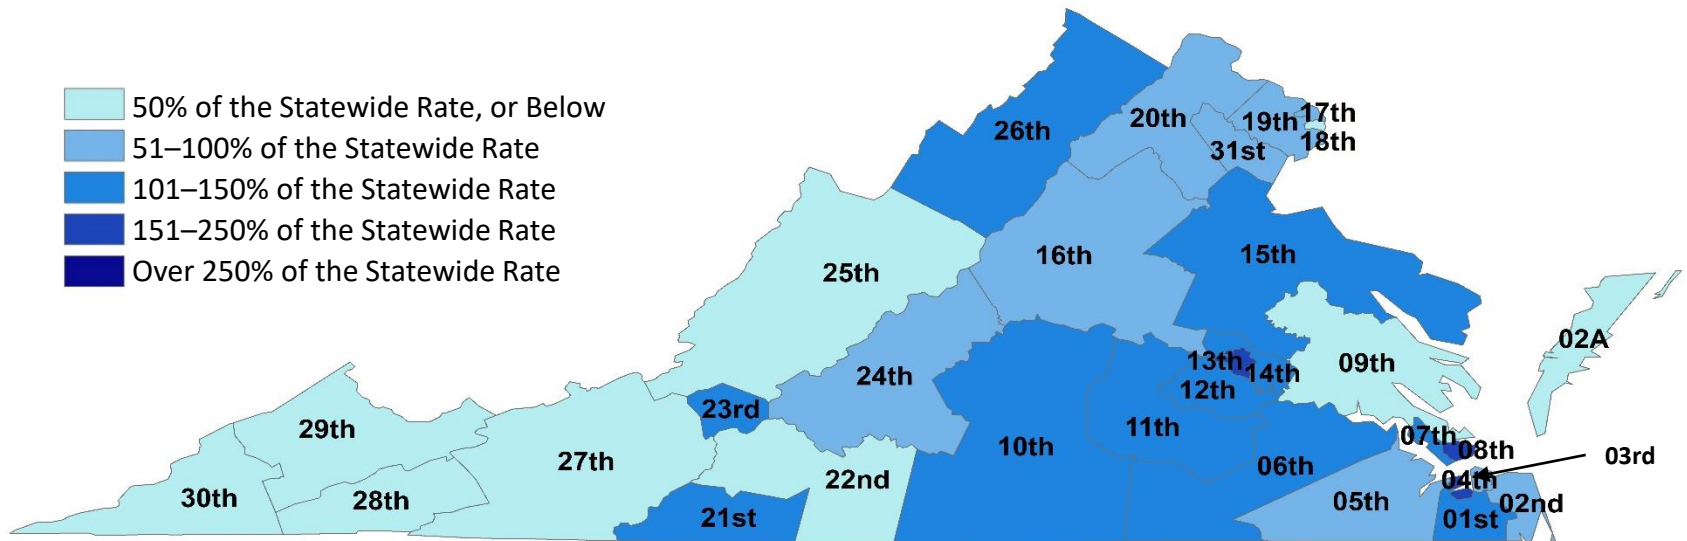 50% of the Statewide Rate, or Below
51–100% of the Statewide Rate
101–150% of the Statewide Rate
151–250% of the Statewide Rate
Over 250% of the Statewide Rate
26th
20th
19th
17th
18th
31st
16th
15th
25th
02A
13th
14th
12th
09th
24th
23rd
29th
11th
10th
07th
08th
03rd
27th
06th
04th
30th
28th
22nd
05th
02nd
21st
01st